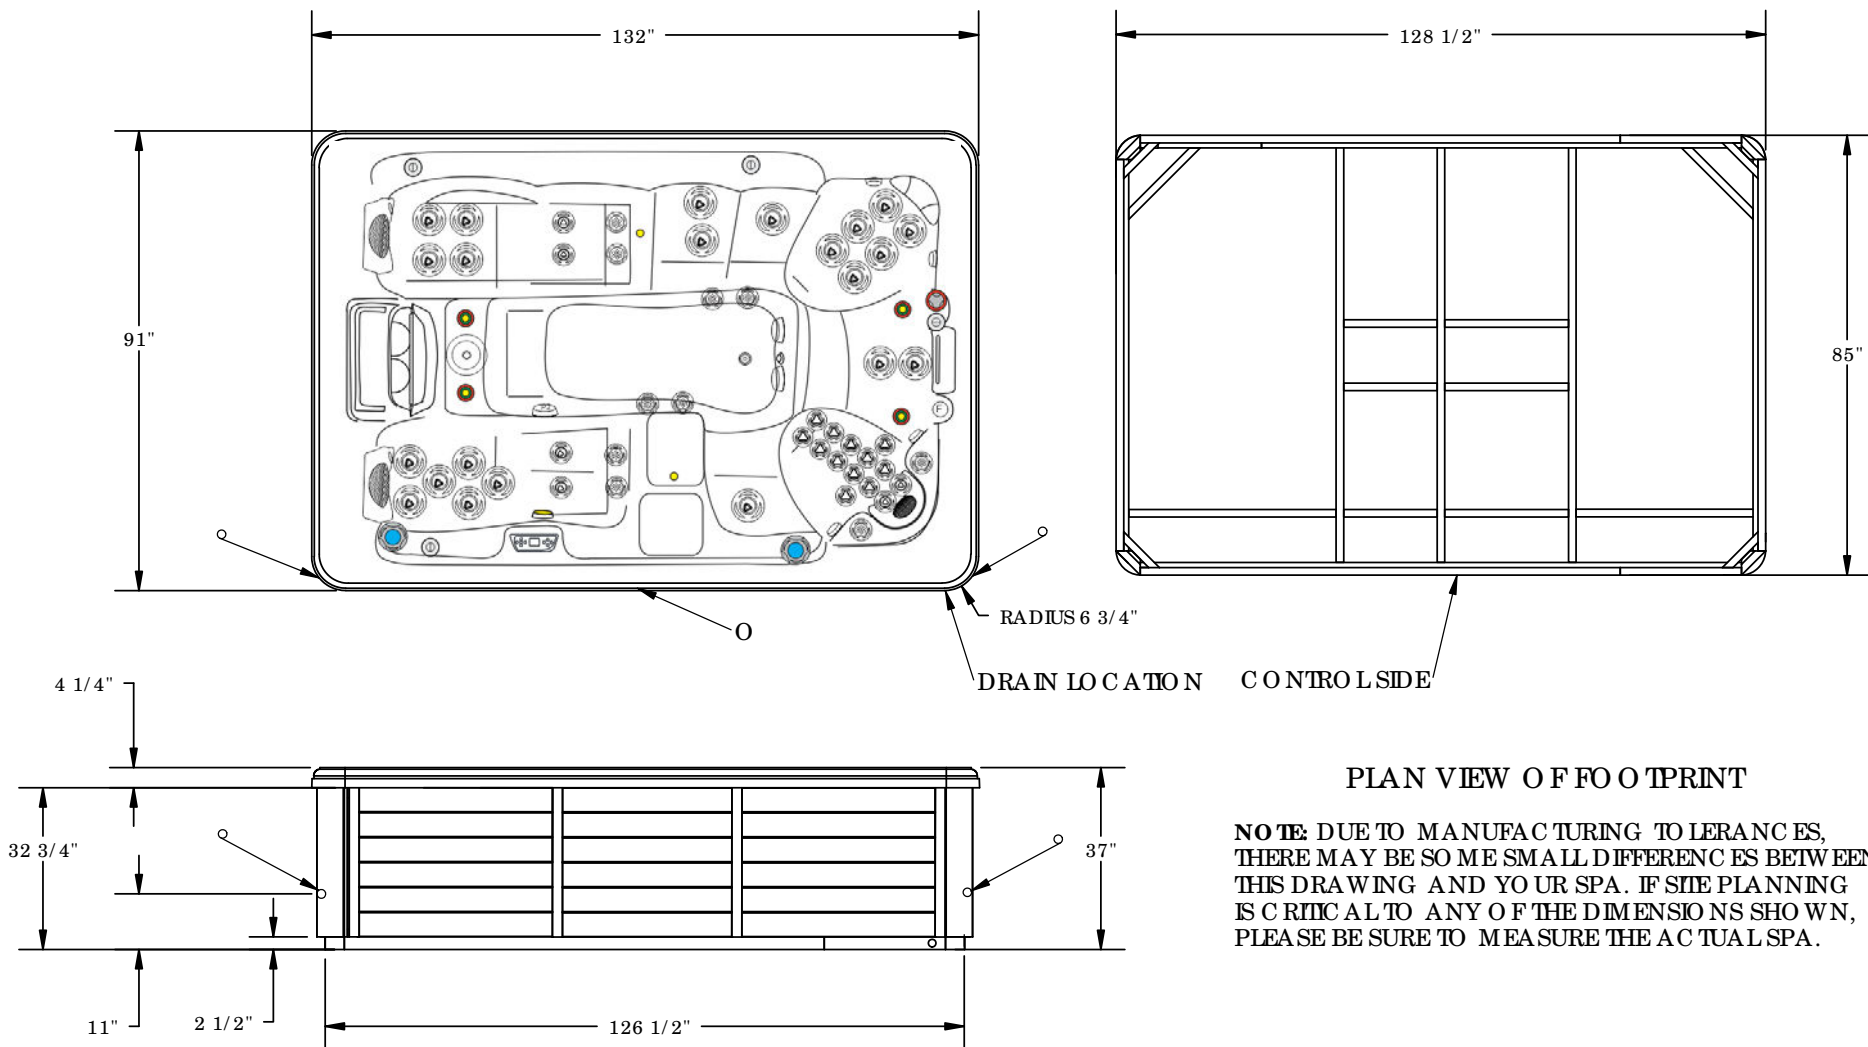 132"
128 1/2"
91"
85"
F
O
RADIUS 6 3/4"
DRAIN LOCATION
CONTROL SIDE
4 1/4"
32 3/4"
37"
11"
2 1/2"
126 1/2"
PLAN VIEW OF FOOTPRINT
NOTE: DUE TO MANUFACTURING TOLERANCES,
THERE MAY BE SOME SMALL DIFFERENCES BETWEEN
THIS DRAWING AND YOUR SPA. IF SITE PLANNING
IS CRITICAL TO ANY OF THE DIMENSIONS SHOWN,
PLEASE BE SURE TO MEASURE THE ACTUAL SPA.